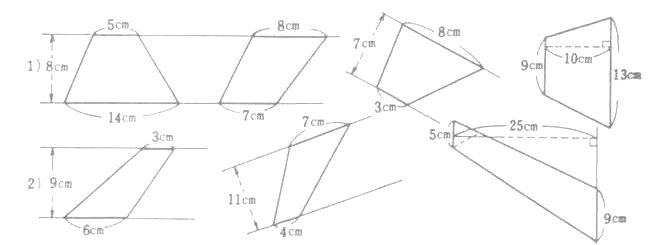 5cm 8cm 7cm 8cm
1) 8cm 9cm 10cm 13cm
14cm 7cm 3cm
3cm 7cm 5cm 25cm
2) 9cm 11cm
6cm 4cm 9cm